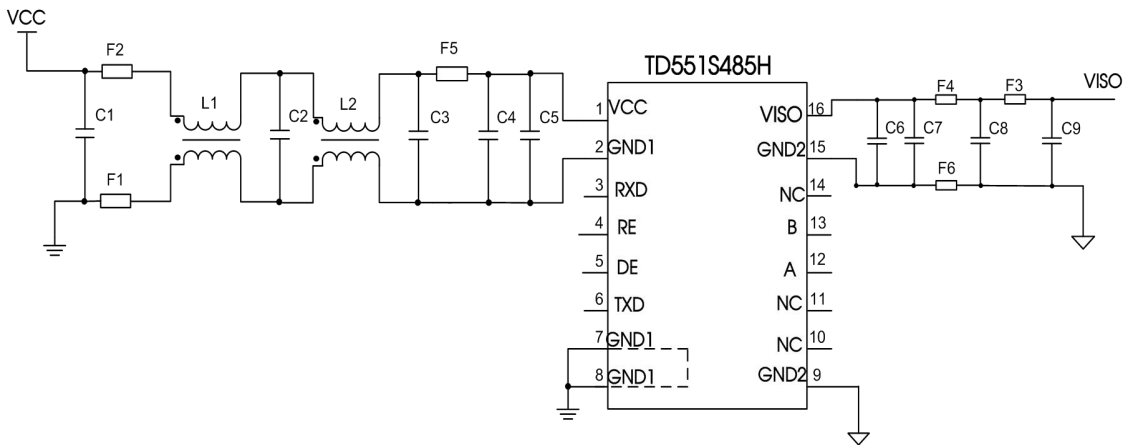 VCC
F2
F5
TD551S485H
F4
F3
VISO
L1
L2
C1
C2
C3
C4
C5
C6
C7
C8
C9
F1
F6
1 VCC
2 GND1
3 RXD
4 RE
5 DE
6 TXD
7 GND1
8 GND1
VISO 16
GND2 15
NC 14
B 13
A 12
NC 11
NC 10
GND2 9